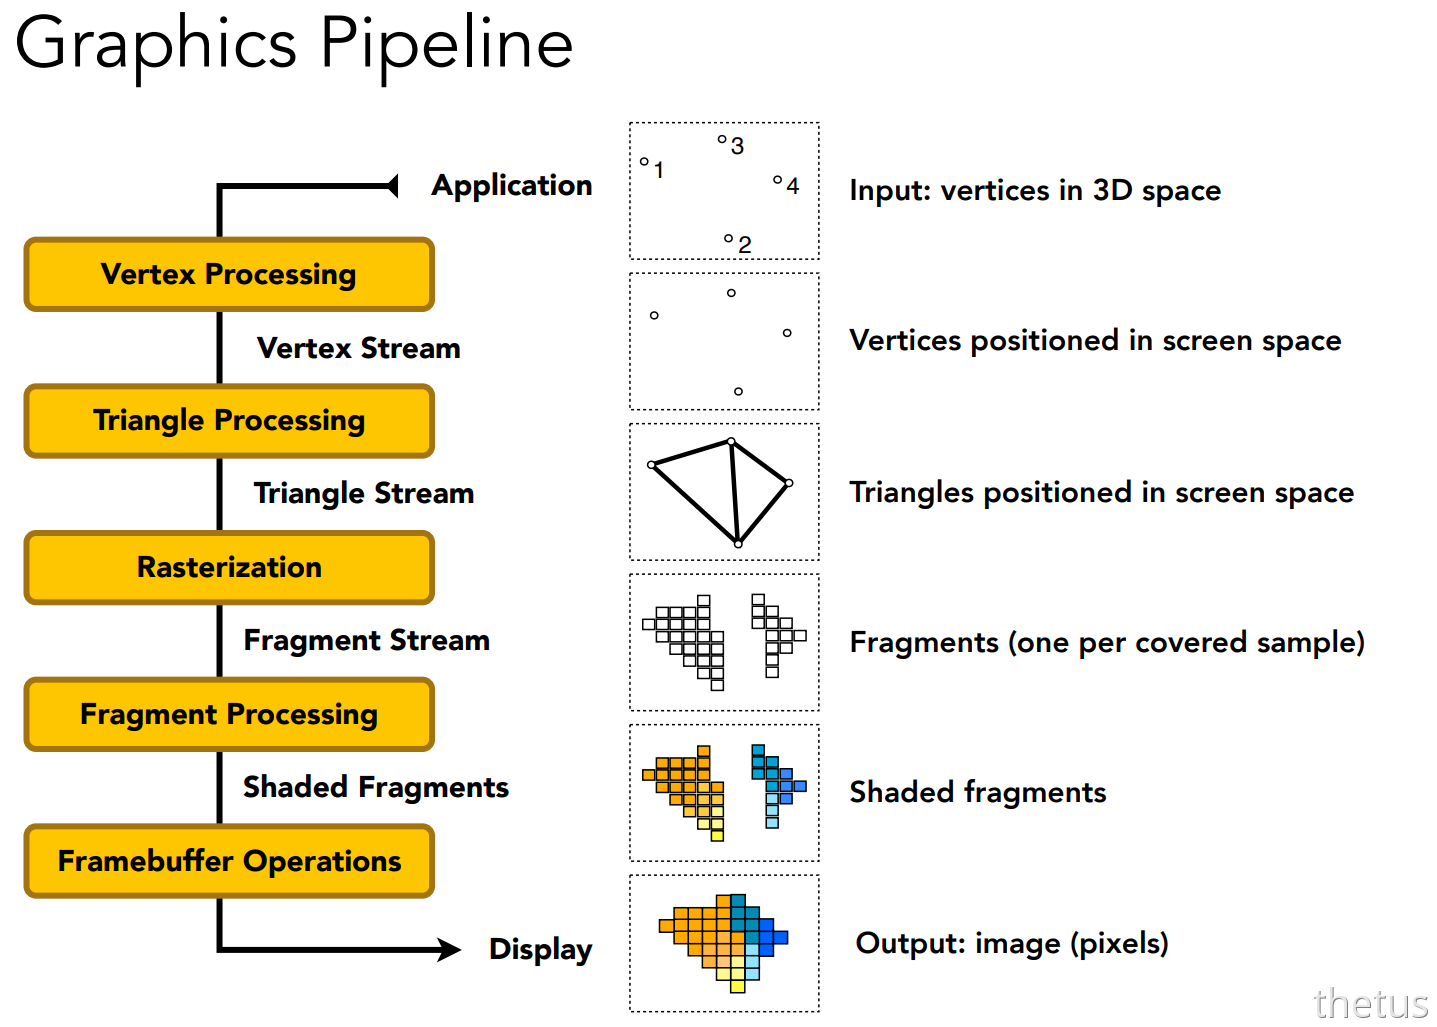 Graphics Pipeline
Application
1
3
4
2
Input: vertices in 3D space
Vertex Processing
Vertex Stream
Vertices positioned in screen space
Triangle Processing
Triangle Stream
Triangles positioned in screen space
Rasterization
Fragment Stream
Fragments (one per covered sample)
Fragment Processing
Shaded Fragments
Shaded fragments
Framebuffer Operations
Display
Output: image (pixels)
thetus